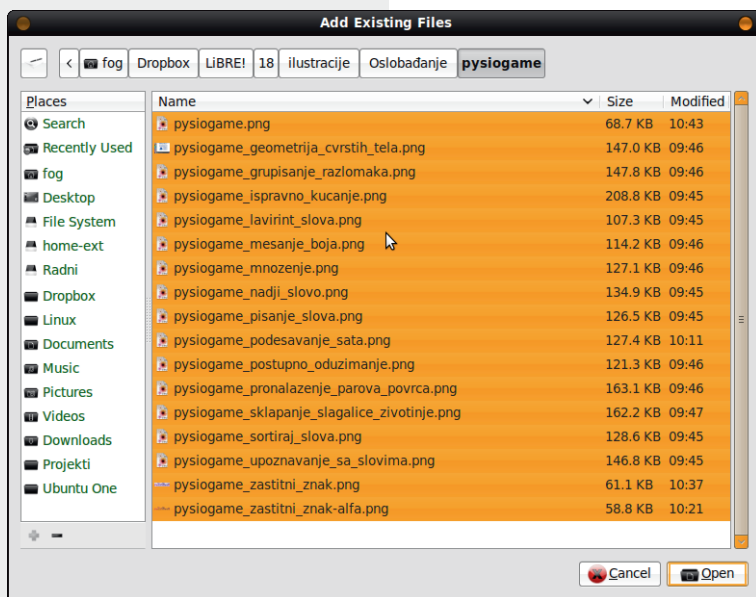 Add Existing Files
fog Dropbox LiBRE! 18 ilustracije Oslobađanje pysiogame
Places
Search
Recently Used
fog
Desktop
File System
home-ext
Radni
Dropbox
Linux
Documents
Music
Pictures
Videos
Downloads
Projekti
Ubuntu One
Name Size Modified
pysiogame.png 68.7 KB 10:43
pysiogame_geometrija_cvrstih_tela.png 147.0 KB 09:46
pysiogame_grupisanje_razlomaka.png 147.8 KB 09:46
pysiogame_ispravno_kucanje.png 208.8 KB 09:45
pysiogame_lavirint_slova.png 107.3 KB 09:45
pysiogame_mesanje_boja.png 114.2 KB 09:46
pysiogame_mnozenje.png 127.1 KB 09:46
pysiogame_nadji_slovo.png 134.9 KB 09:45
pysiogame_pisanje_slova.png 126.5 KB 09:45
pysiogame_podesavanje_sata.png 127.4 KB 10:11
pysiogame_postupno_oduzimanje.png 121.3 KB 09:46
pysiogame_pronalazenje_parova_povrca.png 163.1 KB 09:46
pysiogame_sklapanje_slagalice_zivotinje.png 162.2 KB 09:47
pysiogame_sortiraj_slova.png 128.6 KB 09:45
pysiogame_upoznavanje_sa_slovima.png 146.8 KB 09:45
pysiogame_zastitni_znak.png 61.1 KB 10:37
pysiogame_zastitni_znak-alfa.png 58.8 KB 10:21
Cancel Open